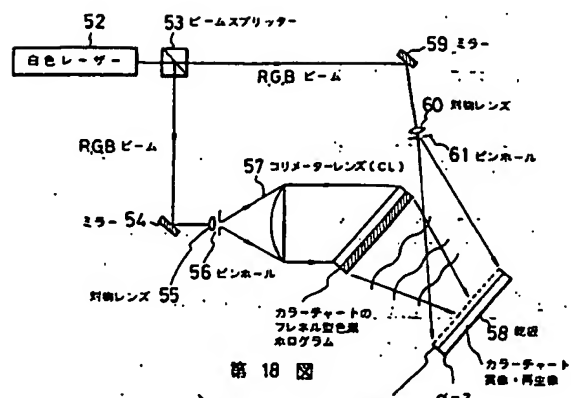 52
白色レーザー
53 ビームスプリッター
RGB ビーム
59 ミラー
60 対物レンズ
61 ピンホール
RGB ビーム
57 コリメーターレンズ(CL)
ミラー 54
56 ピンホール
対物レンズ 55
カラーチャートの
フレネル型色素
ホログラム
58 乾板
カラーチャート
実像・再生像
第 18 図